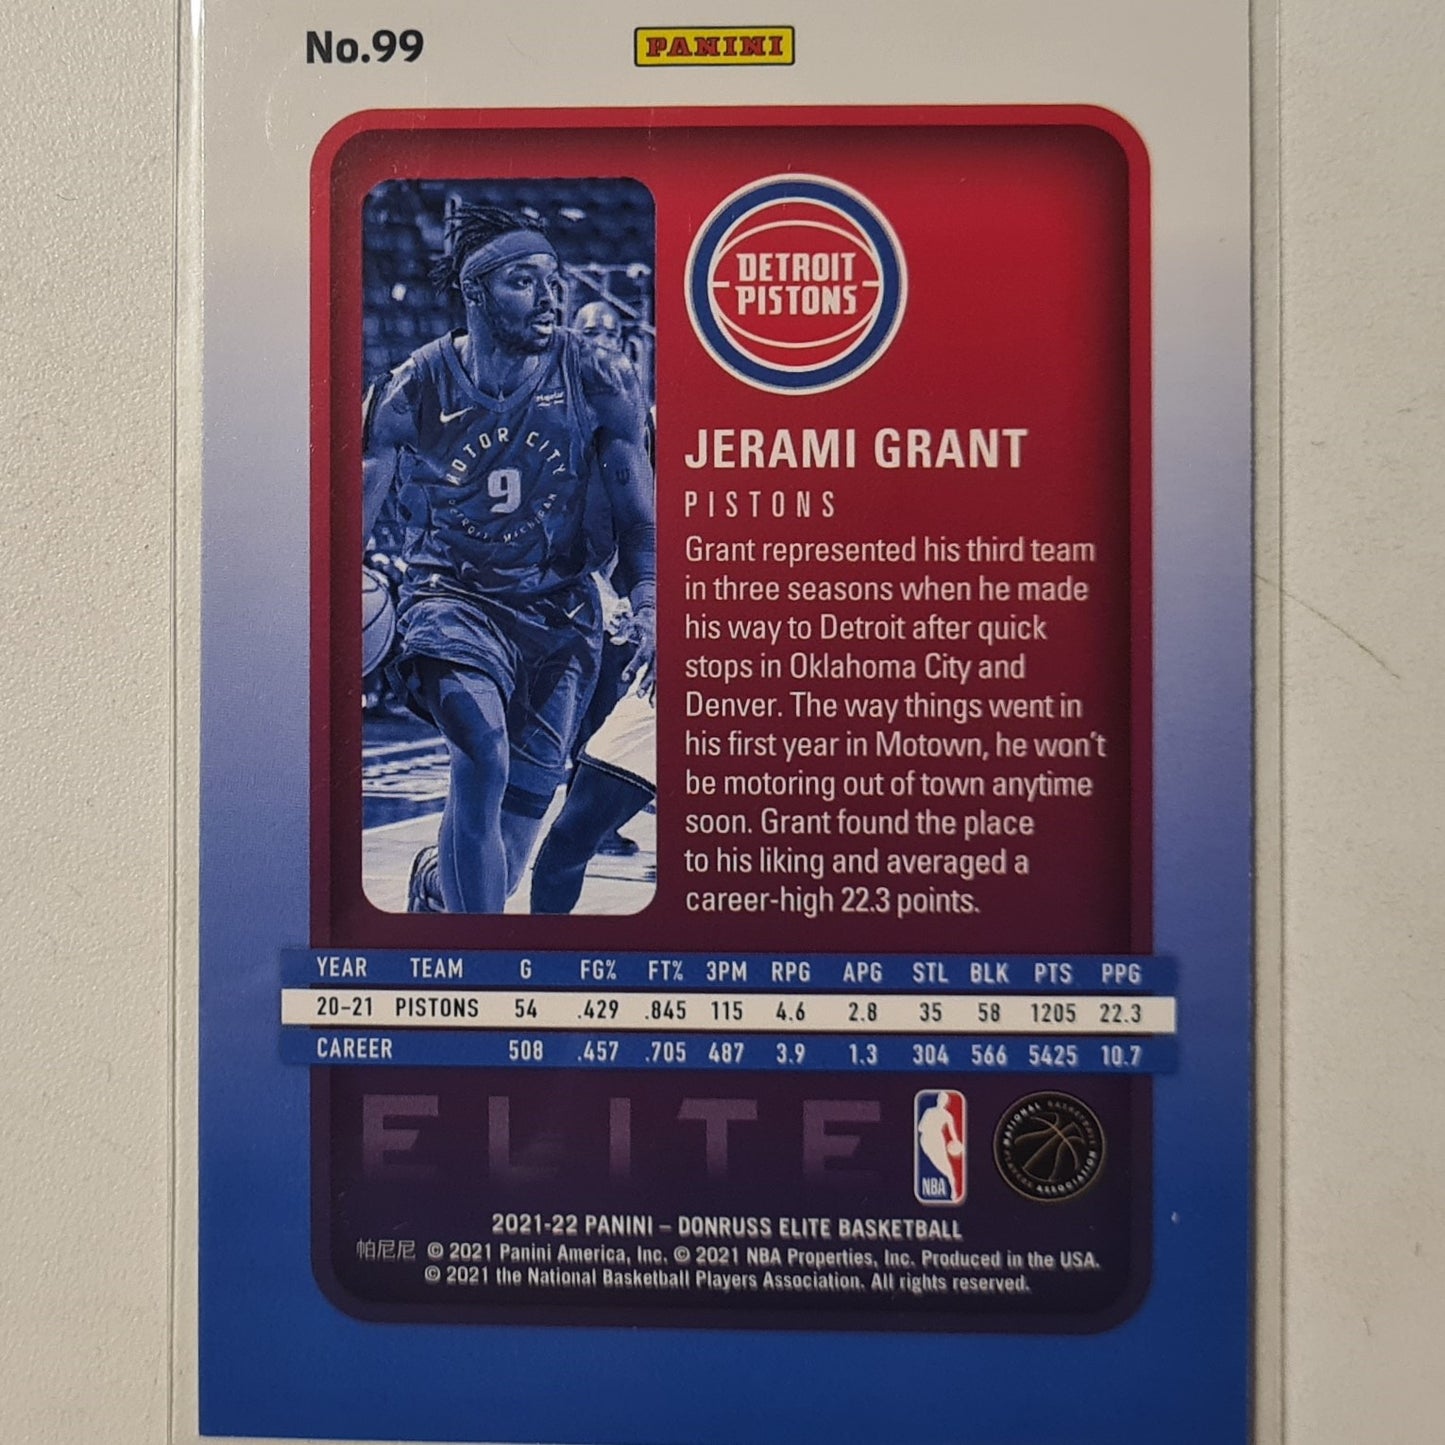 No.99
PANINI
DETROIT
PISTONS
MOTOR CITY
9
DETROIT, MICHIGAN
JERAMI GRANT
PISTONS
Grant represented his third team
in three seasons when he made
his way to Detroit after quick
stops in Oklahoma City and
Denver. The way things went in
his first year in Motown, he won't
be motoring out of town anytime
soon. Grant found the place
to his liking and averaged a
career-high 22.3 points.
YEAR TEAM G FG% FT% 3PM RPG APG STL BLK PTS PPG
20-21 PISTONS 54 .429 .845 115 4.6 2.8 35 58 1205 22.3
CAREER 508 .457 .705 487 3.9 1.3 304 566 5425 10.7
ELITE
NBA
NATIONAL BASKETBALL
PLAYERS ASSOCIATION
2021-22 PANINI – DONRUSS ELITE BASKETBALL
帕尼尼 © 2021 Panini America, Inc. © 2021 NBA Properties, Inc. Produced in the USA.
© 2021 the National Basketball Players Association. All rights reserved.